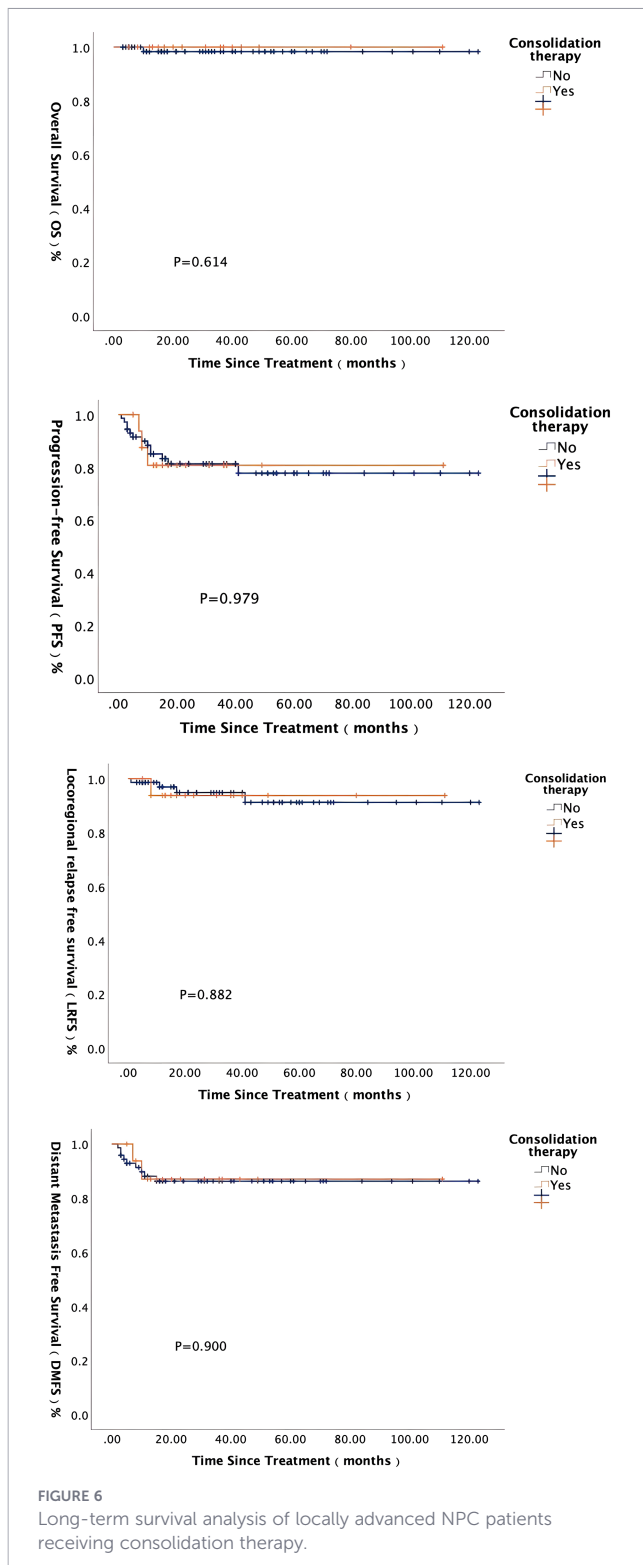 Overall Survival（OS）%
1.0
0.8
0.6
0.4
0.2
0.0
P=0.614
.00 20.00 40.00 60.00 80.00 100.00 120.00
Time Since Treatment（months）
Consolidation
therapy
No
Yes
Progression-free Survival（PFS）%
1.0
0.8
0.6
0.4
0.2
0.0
P=0.979
.00 20.00 40.00 60.00 80.00 100.00 120.00
Time Since Treatment（months）
Consolidation
therapy
No
Yes
Locoregional relapse free survival（LRFS）%
1.0
0.8
0.6
0.4
0.2
0.0
P=0.882
.00 20.00 40.00 60.00 80.00 100.00 120.00
Time Since Treatment（months）
Consolidation
therapy
No
Yes
Distant Metastasis Free Survival（DMFS）%
1.0
0.8
0.6
0.4
0.2
0.0
P=0.900
.00 20.00 40.00 60.00 80.00 100.00 120.00
Time Since Treatment（months）
Consolidation
therapy
No
Yes
FIGURE 6
Long-term survival analysis of locally advanced NPC patients
receiving consolidation therapy.